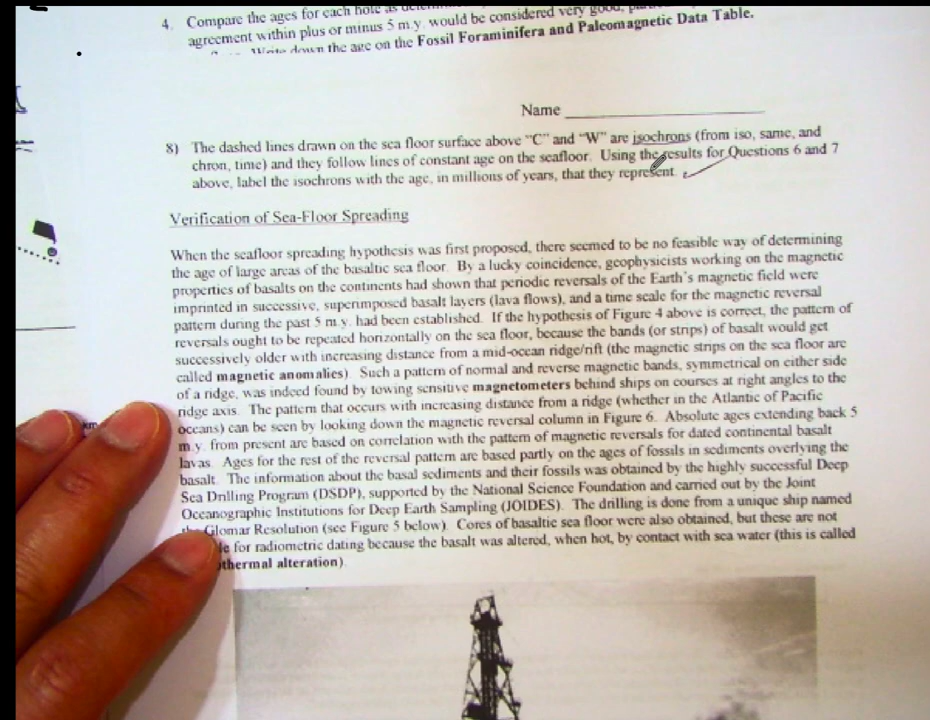 4. Compare the ages for each hole as
agreement within plus or minus 5 m.y. would be considered very good,
down the age on the Fossil Foraminifera and Paleomagnetic Data Table.
Name
8) The dashed lines drawn on the sea floor surface above "C" and "W" are isochrons (from iso, same, and
chron, time) and they follow lines of constant age on the seafloor. Using the results for Questions 6 and 7
above, label the isochrons with the age, in millions of years, that they represent.
Verification of Sea-Floor Spreading
When the seafloor spreading hypothesis was first proposed, there seemed to be no feasible way of determining
the age of large areas of the basaltic sea floor. By a lucky coincidence, geophysicists working on the magnetic
properties of basalts on the continents had shown that periodic reversals of the Earth's magnetic field were
imprinted in successive, superimposed basalt layers (lava flows), and a time scale for the magnetic reversal
pattern during the past 5 m.y. had been established. If the hypothesis of Figure 4 above is correct, the pattern of
reversals ought to be repeated horizontally on the sea floor, because the bands (or strips) of basalt would get
successively older with increasing distance from a mid-ocean ridge/rift (the magnetic strips on the sea floor are
called magnetic anomalies). Such a pattern of normal and reverse magnetic bands, symmetrical on either side
of a ridge, was indeed found by towing sensitive magnetometers behind ships on courses at right angles to the
ridge axis. The pattern that occurs with increasing distance from a ridge (whether in the Atlantic of Pacific
km
oceans) can be seen by looking down the magnetic reversal column in Figure 6. Absolute ages extending back 5
m.y. from present are based on correlation with the pattern of magnetic reversals for dated continental basalt
lavas. Ages for the rest of the reversal pattern are based partly on the ages of fossils in sediments overlying the
basalt. The information about the basal sediments and their fossils was obtained by the highly successful Deep
Sea Drilling Program (DSDP), supported by the National Science Foundation and carried out by the Joint
Oceanographic Institutions for Deep Earth Sampling (JOIDES). The drilling is done from a unique ship named
the Glomar Resolution (see Figure 5 below). Cores of basaltic sea floor were also obtained, but these are not
le for radiometric dating because the basalt was altered, when hot, by contact with sea water (this is called
thermal alteration).